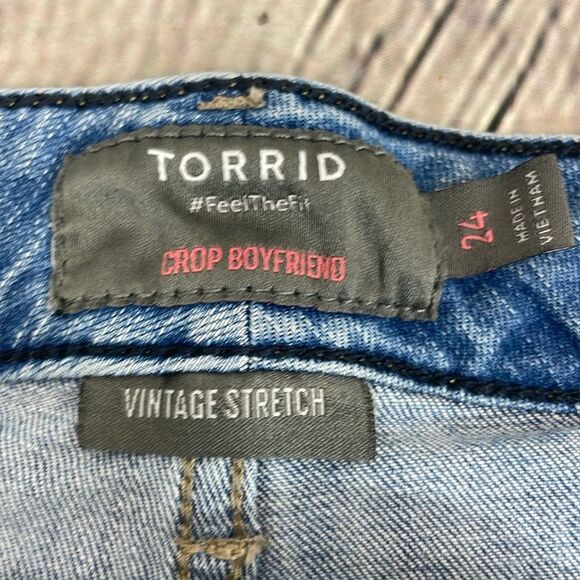 TORRID
#FeelTheFit
CROP BOYFRIEND
24
MADE IN
VIETNAM
VINTAGE STRETCH